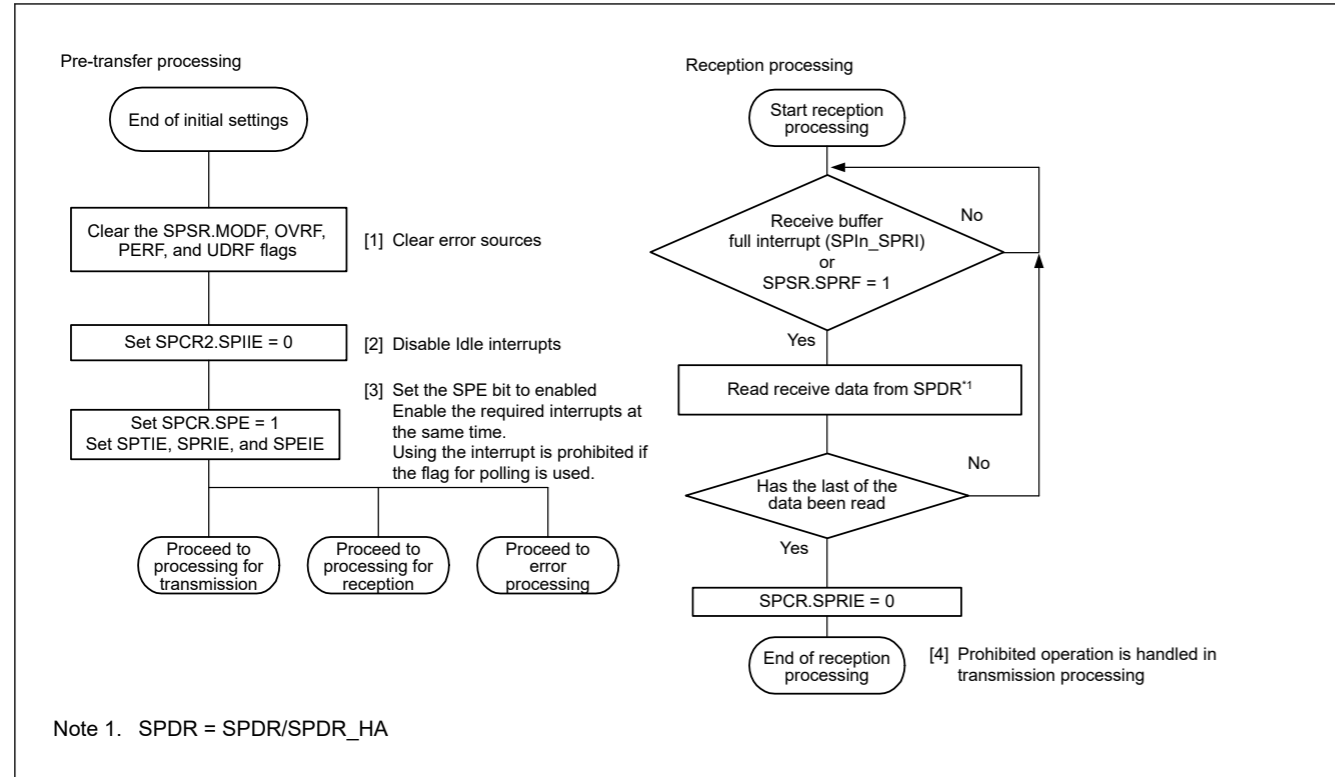 Pre-transfer processing
End of initial settings
Clear the SPSR.MODF, OVRF,
PERF, and UDRF flags
[1] Clear error sources
Set SPCR2.SPIIE = 0
[2] Disable Idle interrupts
Set SPCR.SPE = 1
Set SPTIE, SPRIE, and SPEIE
[3] Set the SPE bit to enabled
Enable the required interrupts at
the same time.
Using the interrupt is prohibited if
the flag for polling is used.
Proceed to
processing for
transmission
Proceed to
processing for
reception
Proceed to
error
processing
Reception processing
Start reception
processing
Receive buffer
full interrupt (SPIn_SPRI)
or
SPSR.SPRF = 1
No
Yes
Read receive data from SPDR*1
Has the last of the
data been read
No
Yes
SPCR.SPRIE = 0
End of reception
processing
[4] Prohibited operation is handled in
transmission processing
Note 1. SPDR = SPDR/SPDR_HA